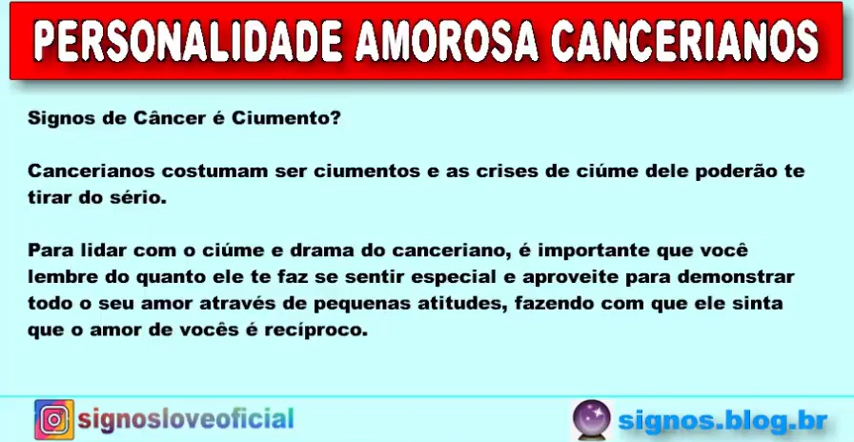 PERSONALIDADE AMOROSA CANCERIANOS
Signos de Câncer é Ciumento?
Cancerianos costumam ser ciumentos e as crises de ciúme dele poderão te
tirar do sério.
Para lidar com o ciúme e drama do canceriano, é importante que você
lembre do quanto ele te faz se sentir especial e aproveite para demonstrar
todo o seu amor através de pequenas atitudes, fazendo com que ele sinta
que o amor de vocês é recíproco.
signosloveoficial
signos.blog.br